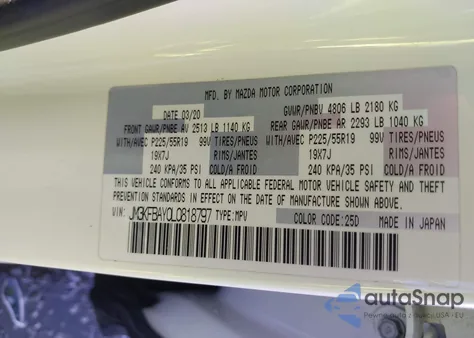 MFD. BY MAZDA MOTOR CORPORATION
DATE 03/20 GVWR/PNBV 4806 LB 2180 KG
FRONT GAWR/PNBE AV 2513 LB 1140 KG REAR GAWR/PNBE AR 2293 LB 1040 KG
WITH/AVEC P225/55R19 99V TIRES/PNEUS WITH/AVEC P225/55R19 99V TIRES/PNEUS
19X7J RIMS/JANTES 19X7J RIMS/JANTES
240 KPA/35 PSI COLD/A FROID 240 KPA/35 PSI COLD/A FROID
THIS VEHICLE CONFORMS TO ALL APPLICABLE FEDERAL MOTOR VEHICLE SAFETY AND THEFT
PREVENTION STANDARDS IN EFFECT ON THE DATE OF MANUFACTURE SHOWN ABOVE.
VIN: JM3KFBAY0L0818797 TYPE:MPV COLOR CODE:25D MADE IN JAPAN
autaSnap